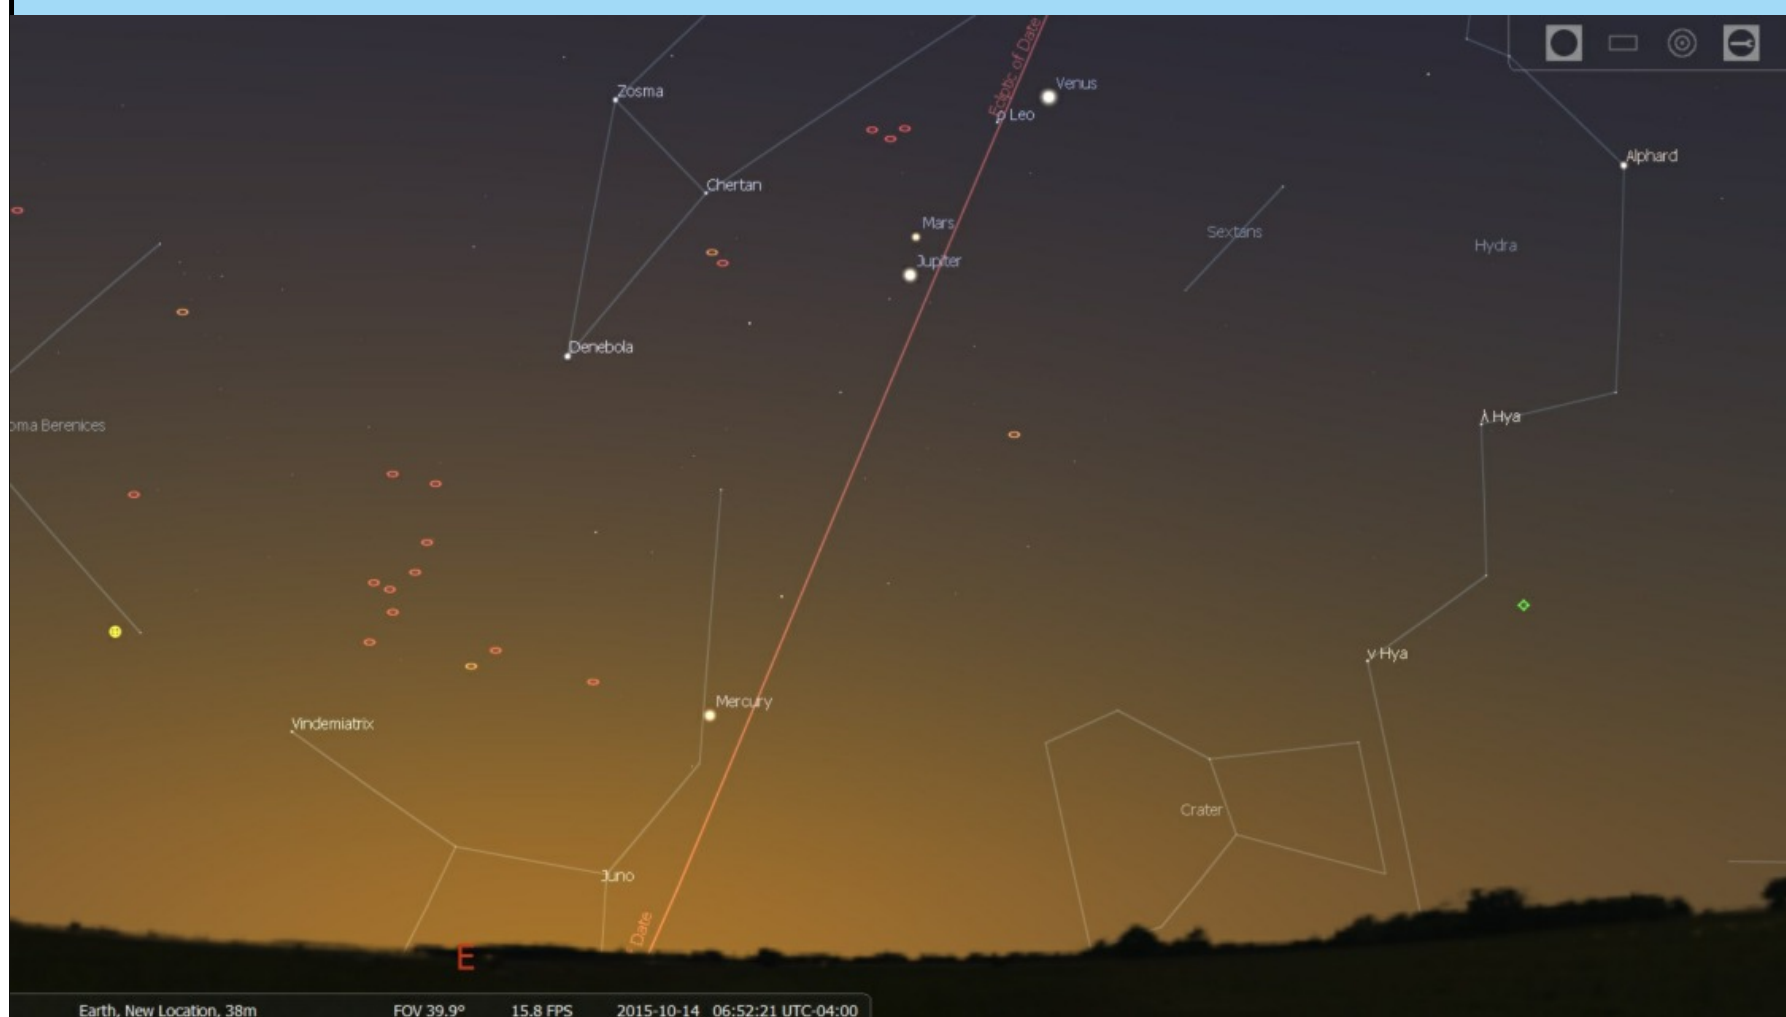 Ecliptic of Date
Venus
Zosma
ρ Leo
Alphard
Chertan
Mars
Sextans
Hydra
Jupiter
Denebola
λ Hya
oma Berenices
ν Hya
Mercury
Vindemiatrix
Crater
Juno
Date
E
Earth, New Location, 38m FOV 39.9° 15.8 FPS 2015-10-14 06:52:21 UTC-04:00